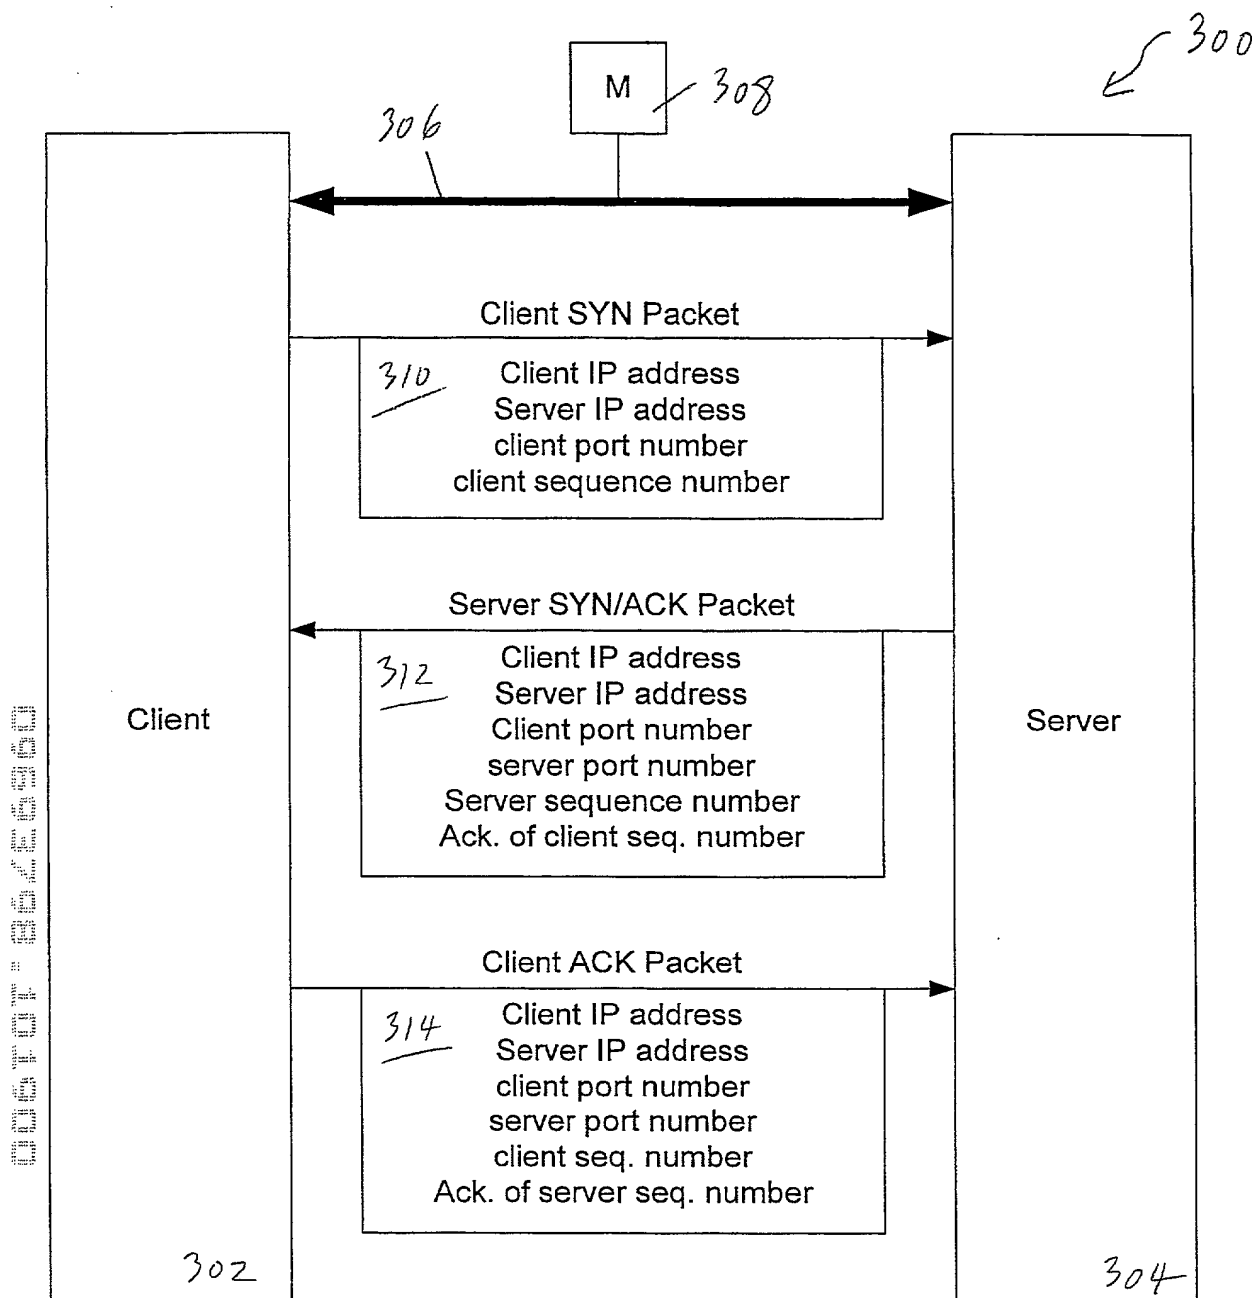 300
M
308
306
Client SYN Packet
310
Client IP address
Server IP address
client port number
client sequence number
Server SYN/ACK Packet
312
Client IP address
Server IP address
Client port number
server port number
Server sequence number
Ack. of client seq. number
Client
Server
Client ACK Packet
314
Client IP address
Server IP address
client port number
server port number
client seq. number
Ack. of server seq. number
302
304
09693798.101900